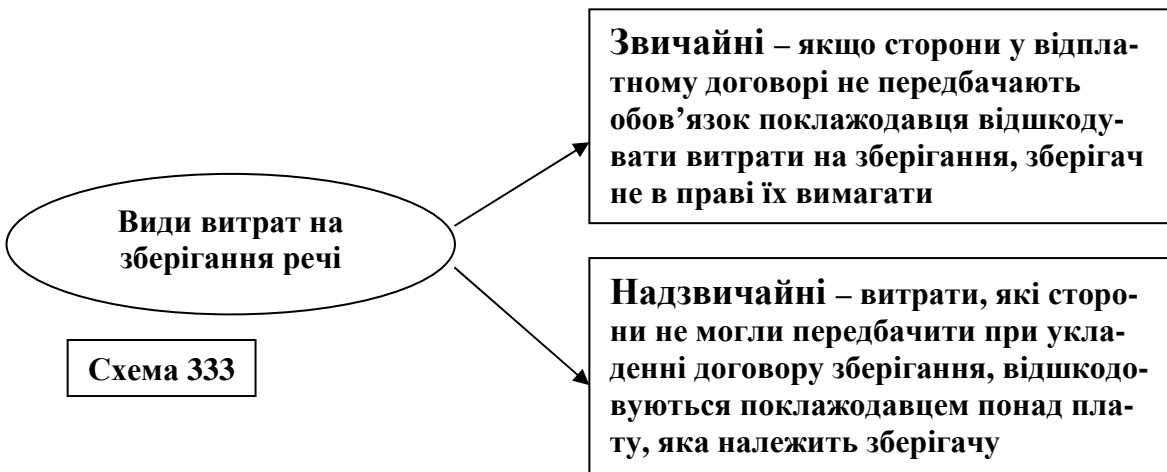 Звичайні – якщо сторони у відпла-
тному договорі не передбачають
обов’язок поклажодавця відшкоду-
вати витрати на зберігання, зберігач
не в праві їх вимагати
Види витрат на
зберігання речі
Надзвичайні – витрати, які сторо-
ни не могли передбачити при укла-
денні договору зберігання, відшкодо-
вуються поклажодавцем понад пла-
ту, яка належить зберігачу
Схема 333